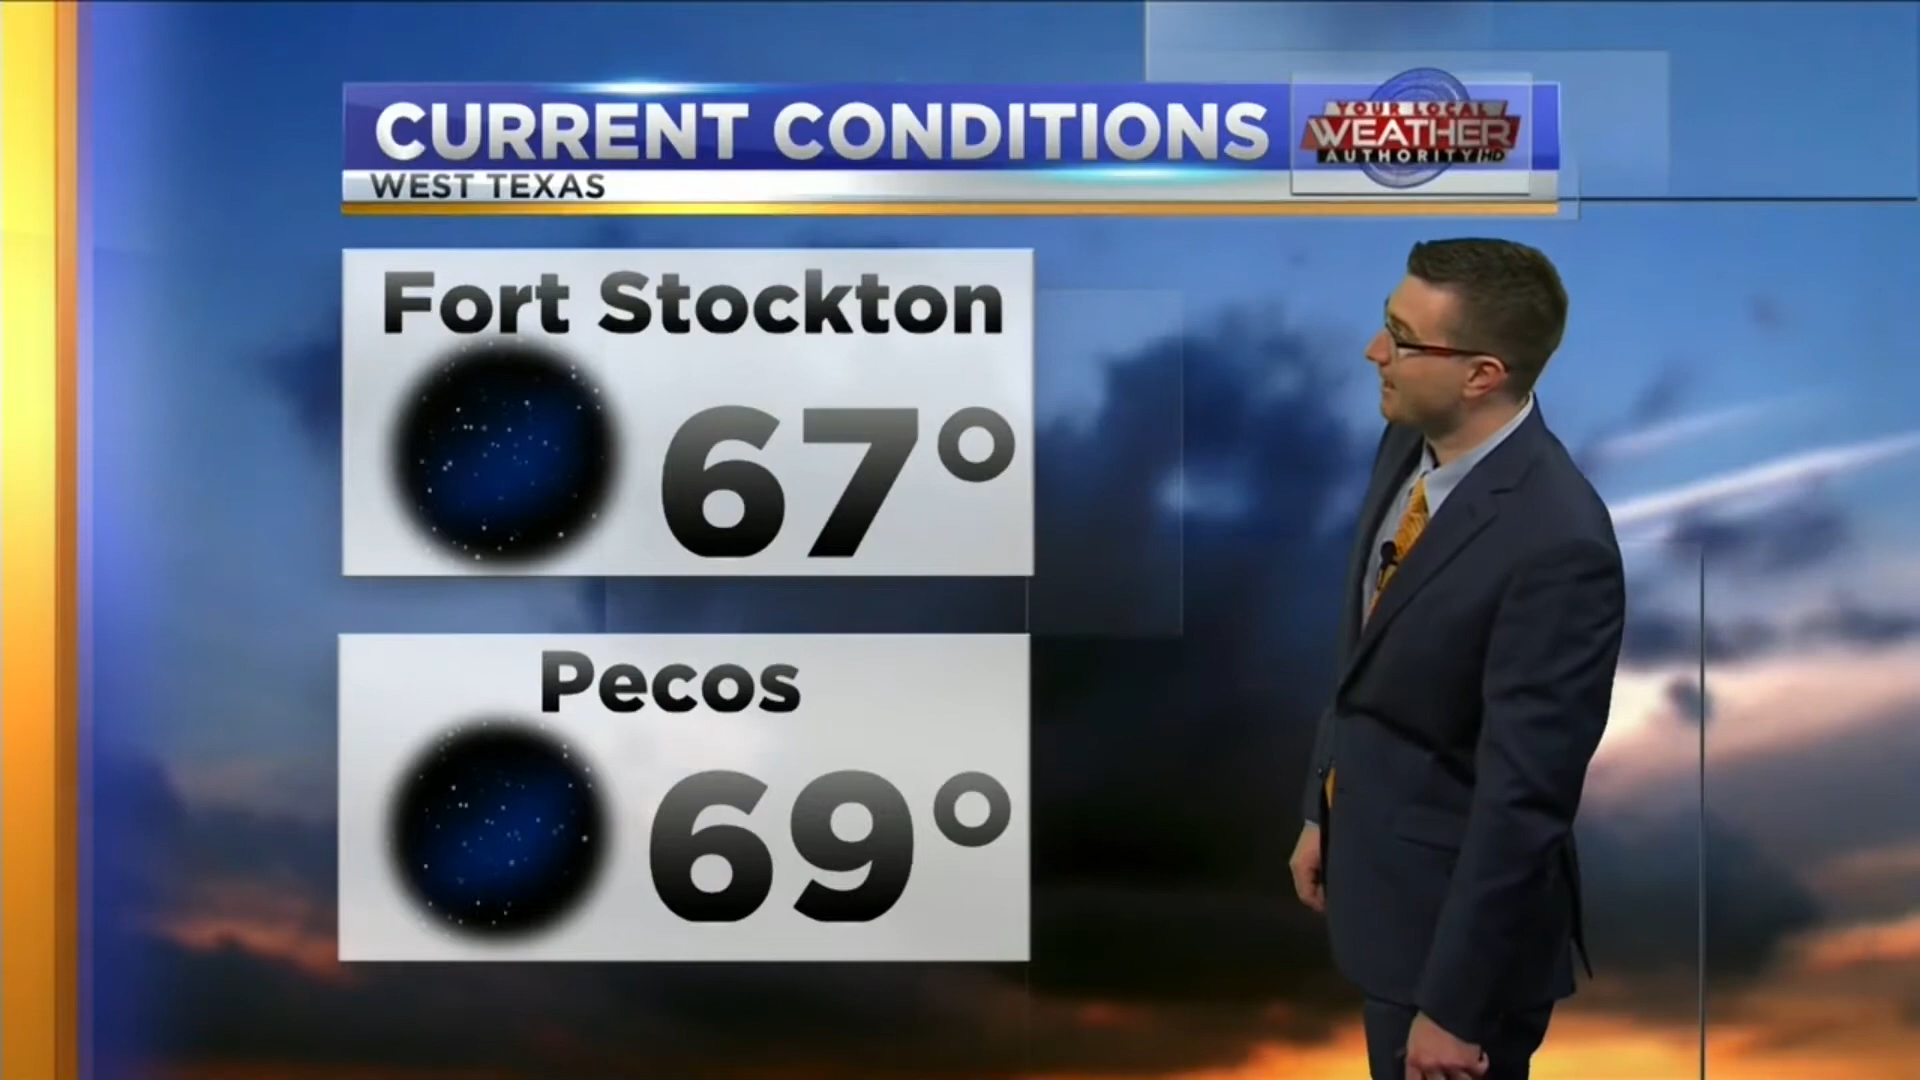 CURRENT CONDITIONS
YOUR LOCAL
WEATHER
AUTHORITY HD
WEST TEXAS
Fort Stockton
67°
Pecos
69°